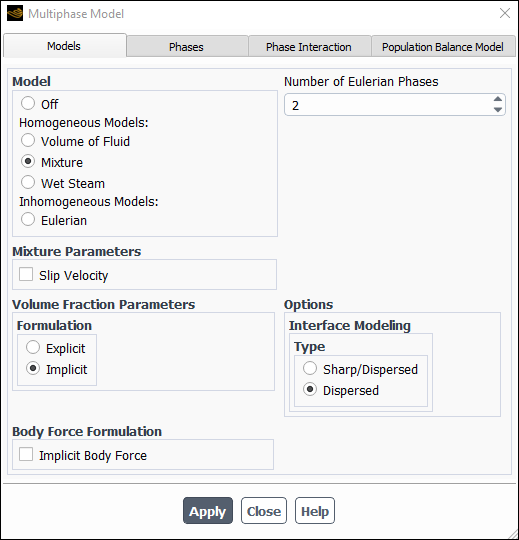 Multiphase Model
Models
Phases
Phase Interaction
Population Balance Model
Model
Off
Homogeneous Models:
Volume of Fluid
Mixture
Wet Steam
Inhomogeneous Models:
Eulerian
Number of Eulerian Phases
2
Mixture Parameters
Slip Velocity
Volume Fraction Parameters
Formulation
Explicit
Implicit
Options
Interface Modeling
Type
Sharp/Dispersed
Dispersed
Body Force Formulation
Implicit Body Force
Apply
Close
Help